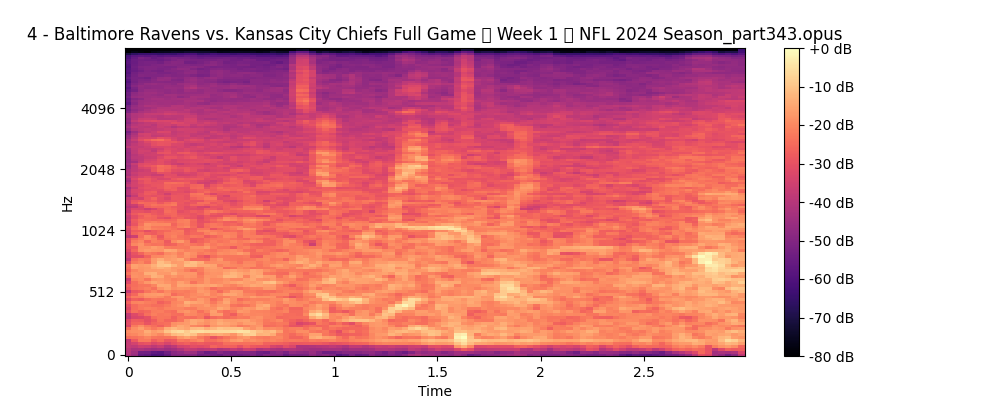 4 - Baltimore Ravens vs. Kansas City Chiefs Full Game ▯ Week 1 ▯ NFL 2024 Season_part343.opus
+0 dB
-10 dB
-20 dB
-30 dB
-40 dB
-50 dB
-60 dB
-70 dB
-80 dB
4096
2048
1024
512
0
Hz
0
0.5
1
1.5
2
2.5
Time